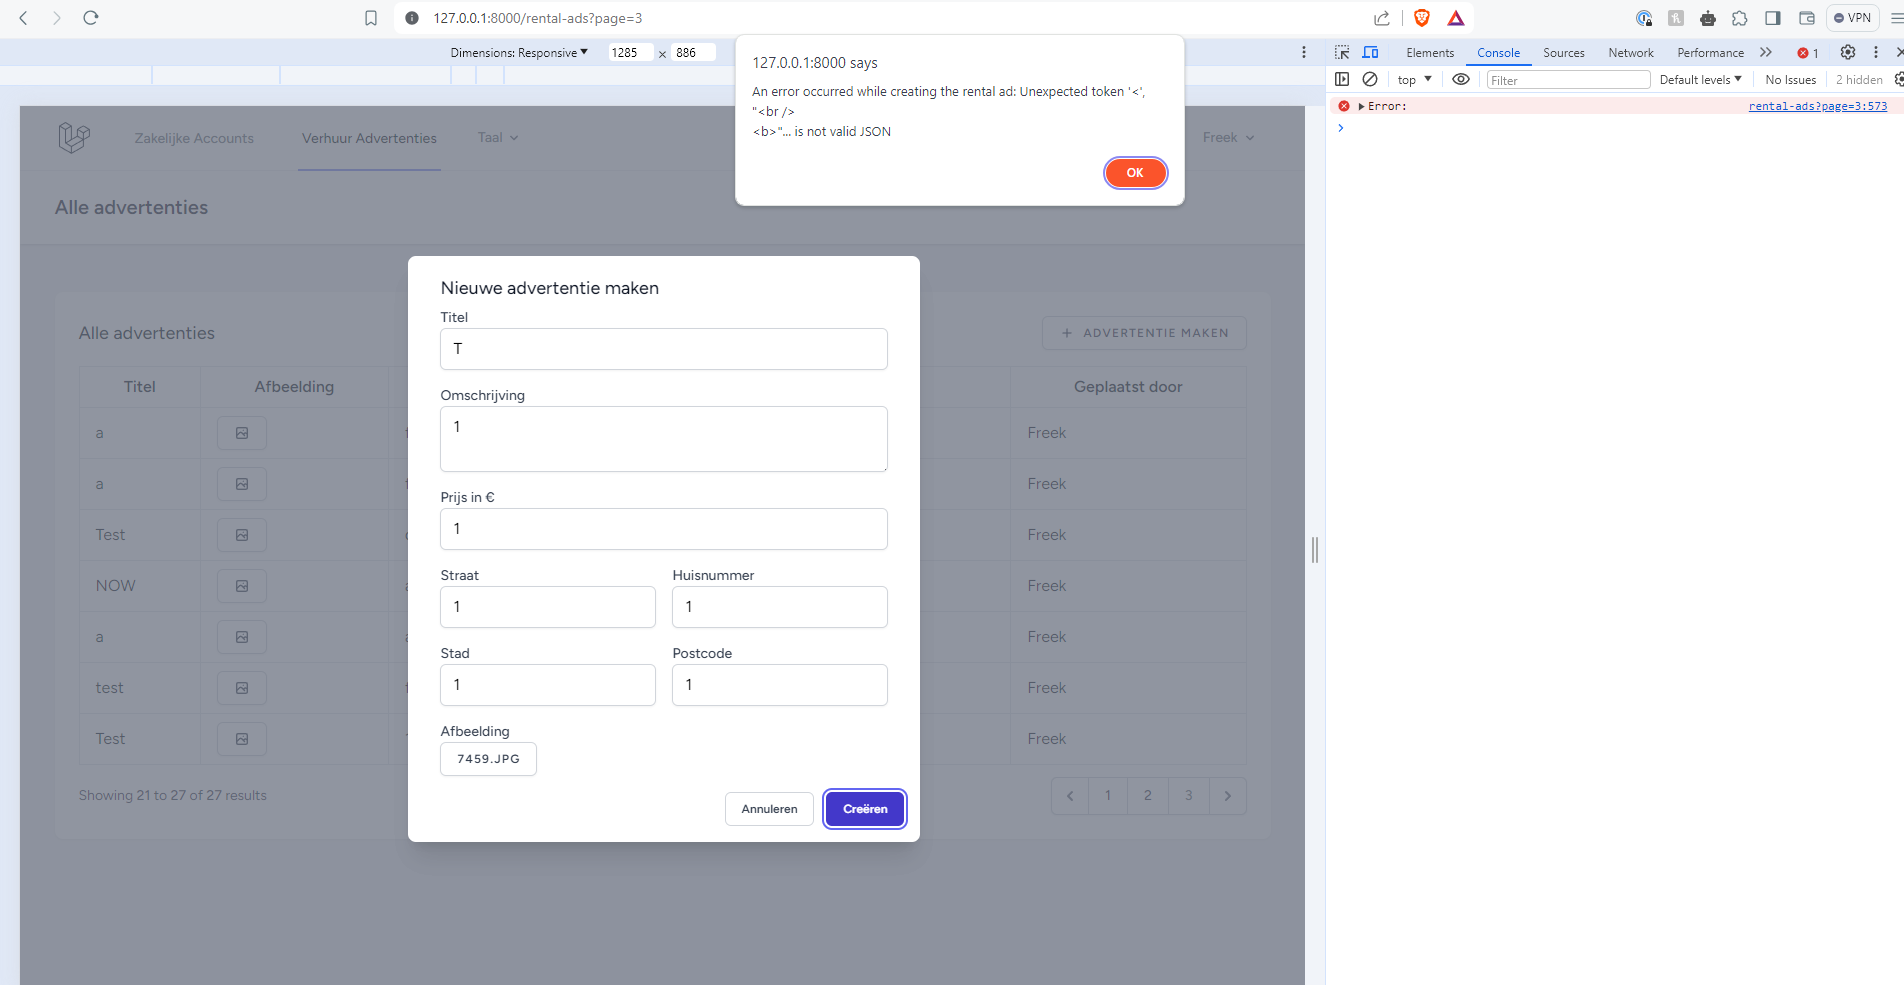 127.0.0.1:8000/rental-ads?page=3
VPN
Dimensions: Responsive 1285 x 886
Elements Console Sources Network Performance 1
top Filter Default levels No Issues 2 hidden
Error: rental-ads?page=3:573
127.0.0.1:8000 says
An error occurred while creating the rental ad: Unexpected token '<',
"<br />
<b>"... is not valid JSON
OK
Zakelijke Accounts Verhuur Advertenties Taal Freek
Alle advertenties
Alle advertenties + ADVERTENTIE MAKEN
Titel Afbeelding Geplaatst door
a Freek
a Freek
Test Freek
NOW Freek
a Freek
test Freek
Test Freek
Showing 21 to 27 of 27 results 1 2 3
Nieuwe advertentie maken
Titel
T
Omschrijving
1
Prijs in €
1
Straat Huisnummer
1 1
Stad Postcode
1 1
Afbeelding
7459.JPG
Annuleren Creëren